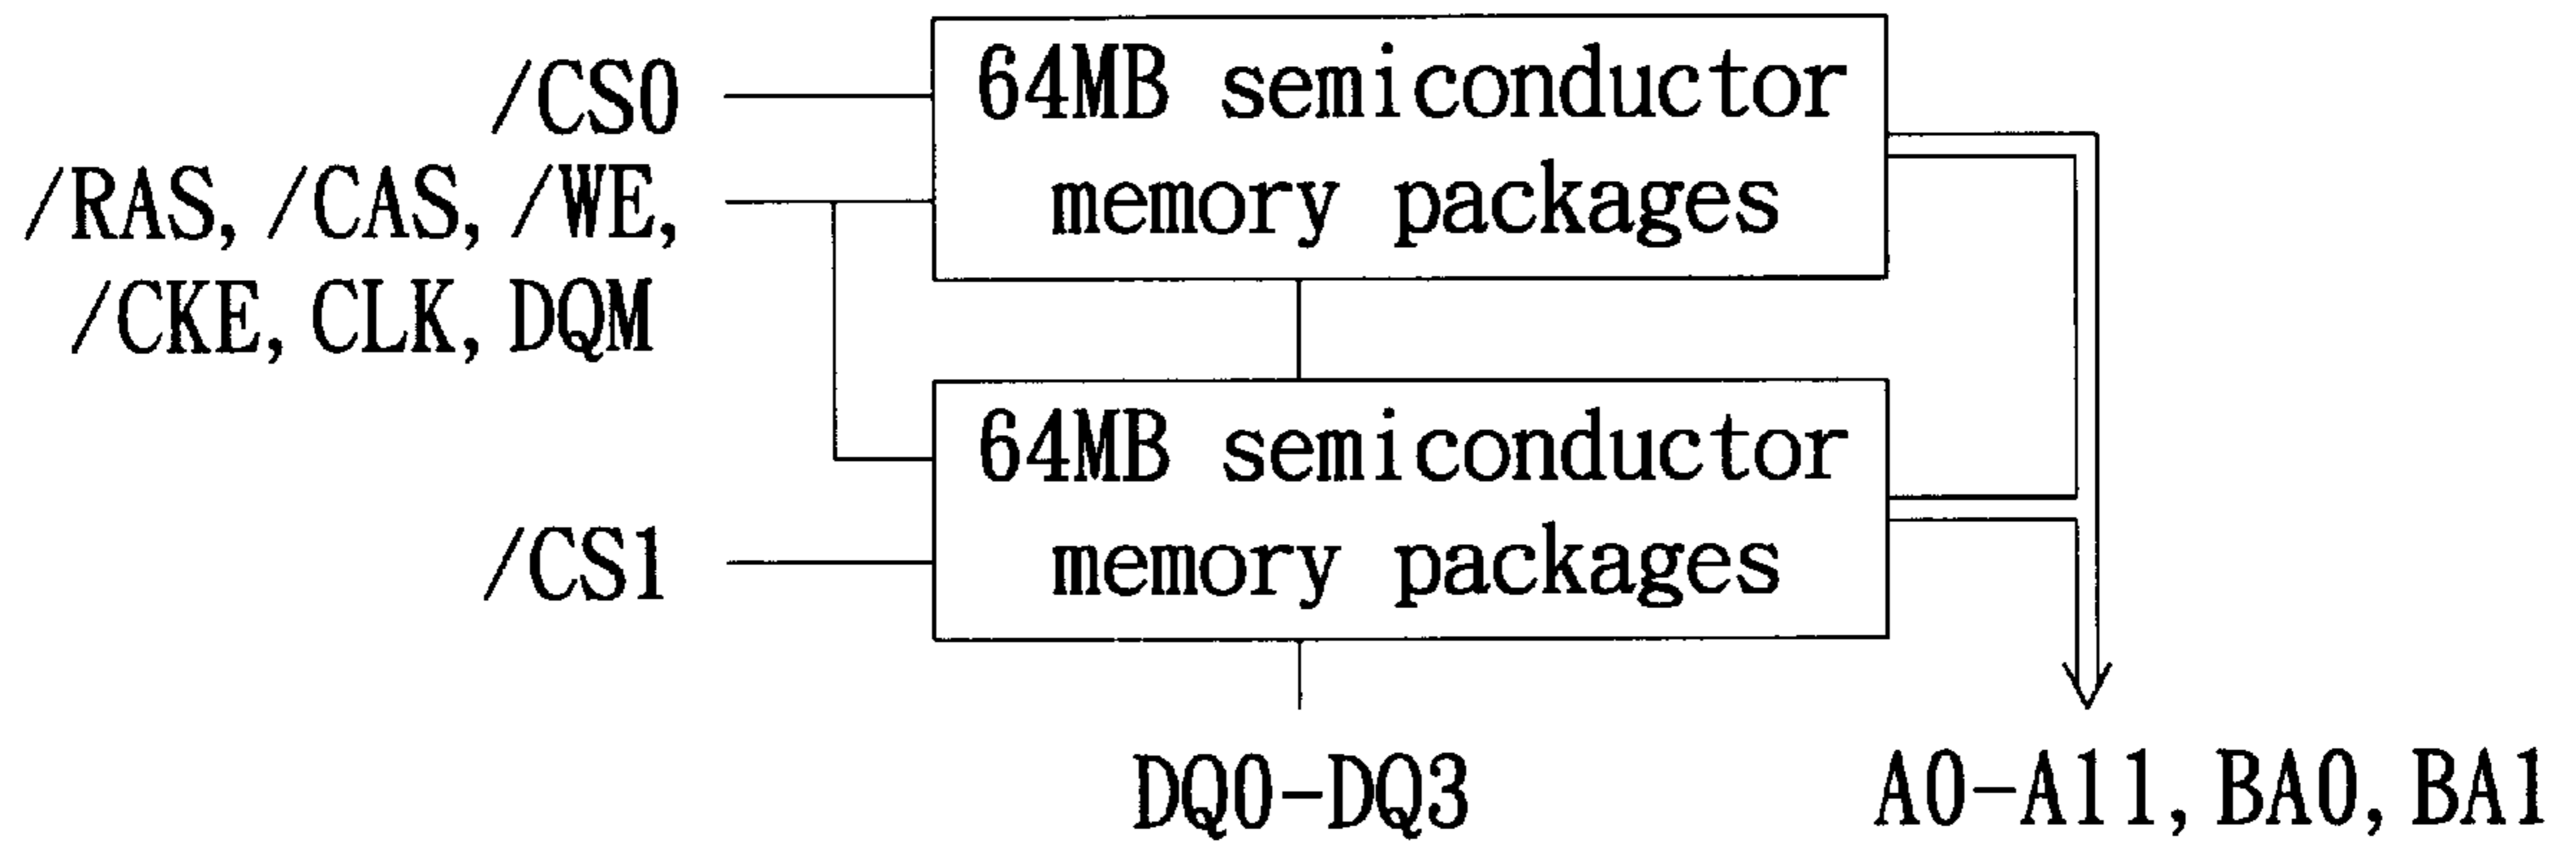 /CS0
/RAS, /CAS, /WE,
/CKE, CLK, DQM
/CS1
64MB semiconductor
memory packages
64MB semiconductor
memory packages
DQ0-DQ3
A0-A11, BA0, BA1